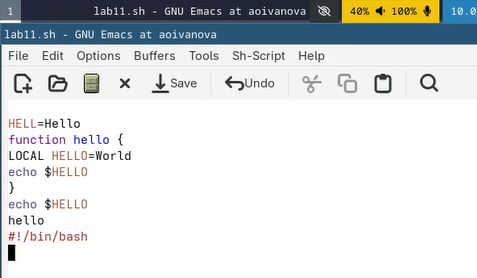 1 lab11.sh - GNU Emacs at aoivanova 40% 100% 10.0
lab11.sh - GNU Emacs at aoivanova
File Edit Options Buffers Tools Sh-Script Help
Save Undo
HELL=Hello
function hello {
LOCAL HELLO=World
echo $HELLO
}
echo $HELLO
hello
#!/bin/bash